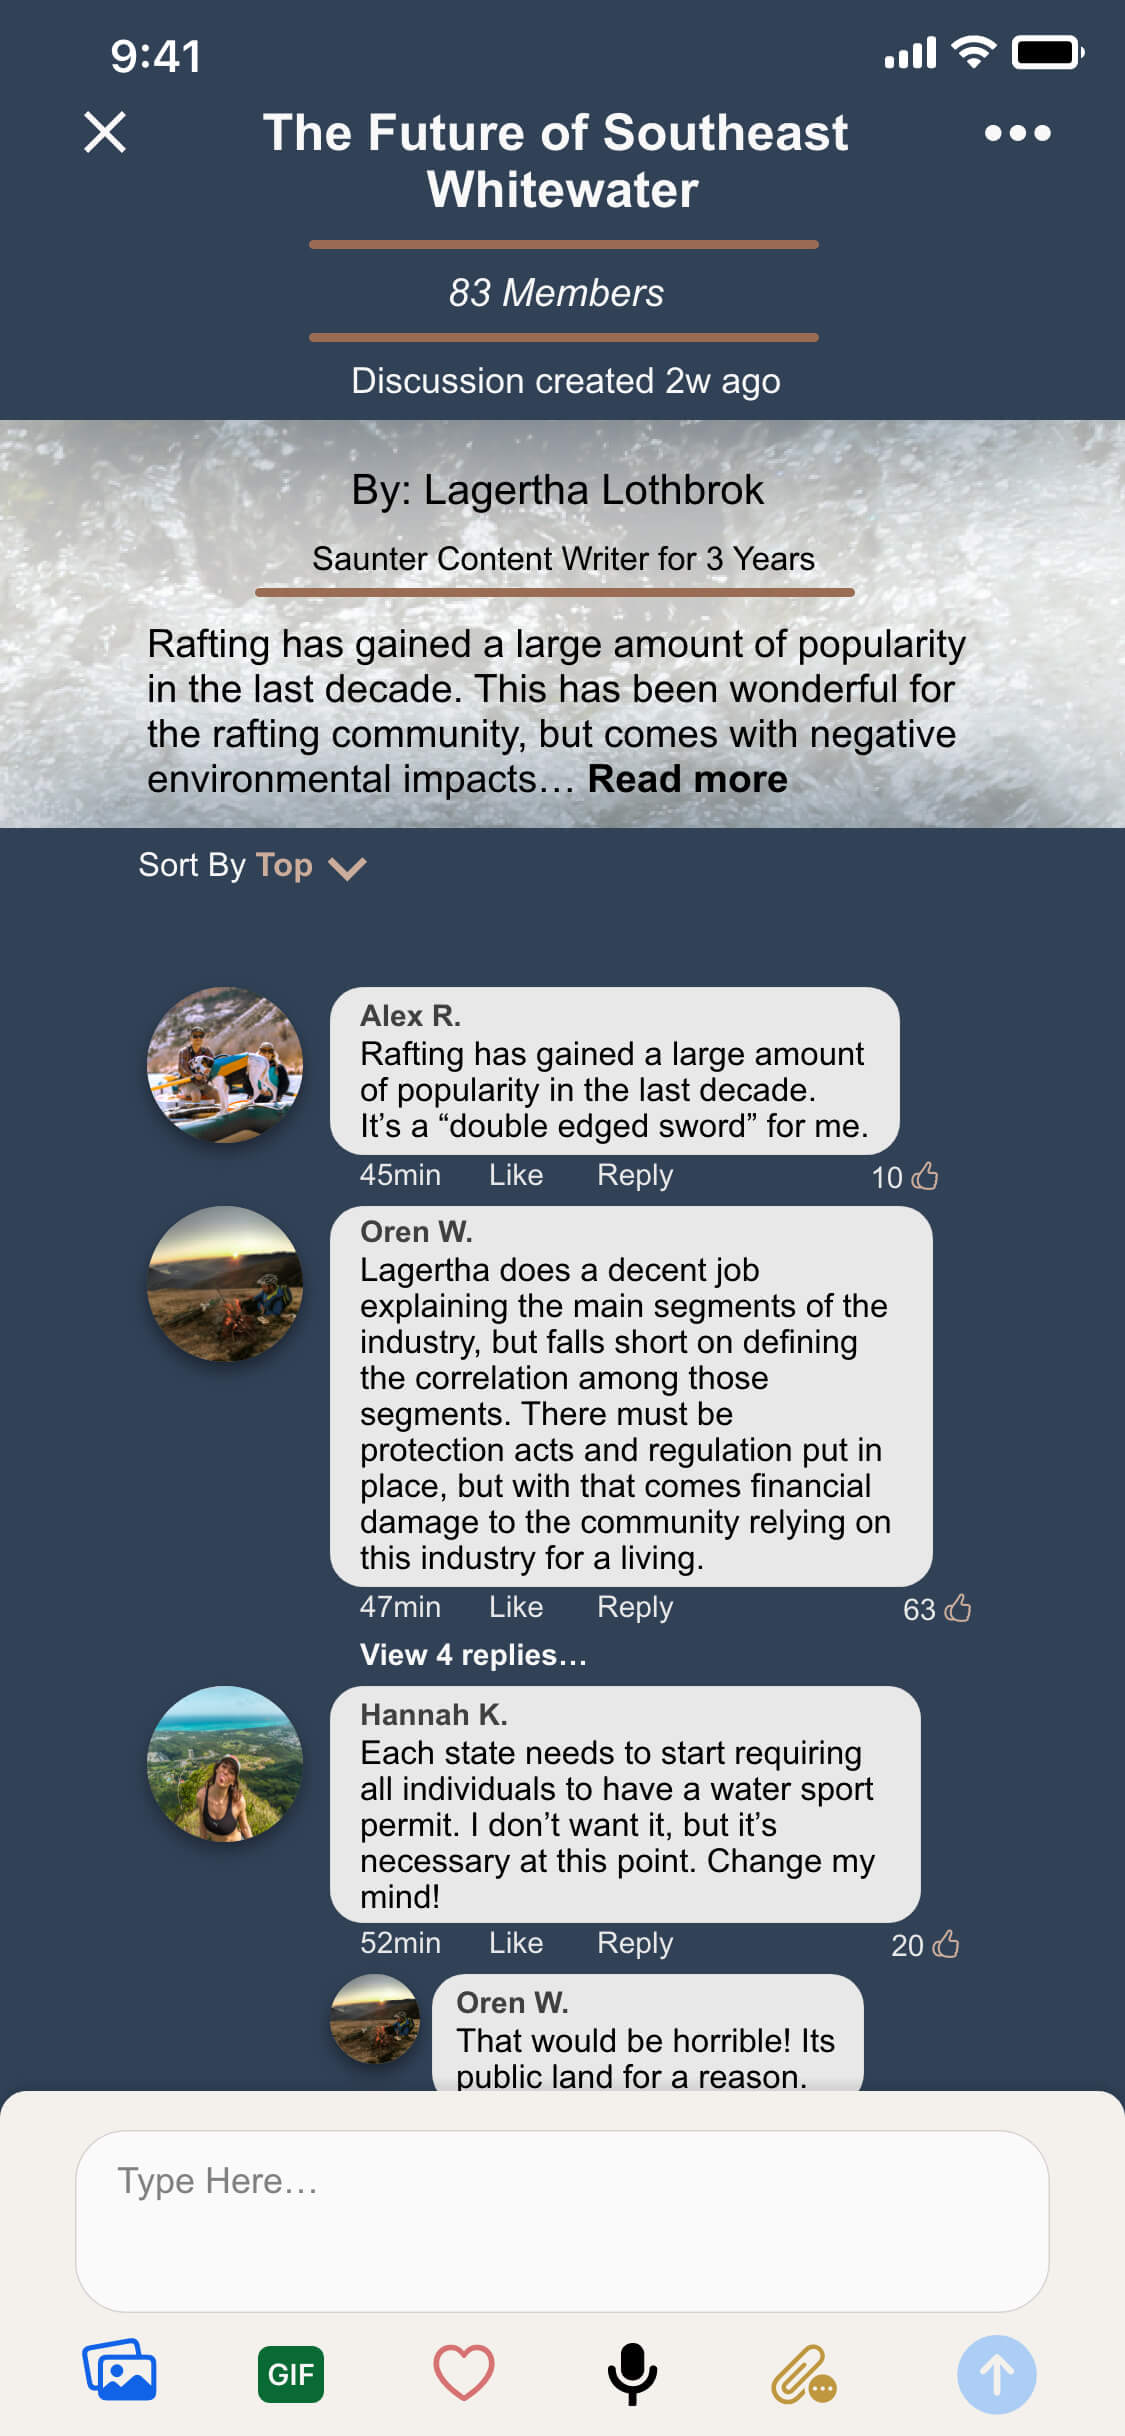 9:41
The Future of Southeast
Whitewater
83 Members
Discussion created 2w ago
By: Lagertha Lothbrok
Saunter Content Writer for 3 Years
Rafting has gained a large amount of popularity
in the last decade. This has been wonderful for
the rafting community, but comes with negative
environmental impacts… Read more
Sort By Top
Alex R.
Rafting has gained a large amount
of popularity in the last decade.
It’s a “double edged sword” for me.
45min Like Reply 10
Oren W.
Lagertha does a decent job
explaining the main segments of the
industry, but falls short on defining
the correlation among those
segments. There must be
protection acts and regulation put in
place, but with that comes financial
damage to the community relying on
this industry for a living.
47min Like Reply 63
View 4 replies…
Hannah K.
Each state needs to start requiring
all individuals to have a water sport
permit. I don’t want it, but it’s
necessary at this point. Change my
mind!
52min Like Reply 20
Oren W.
That would be horrible! Its
public land for a reason.
Type Here…
GIF